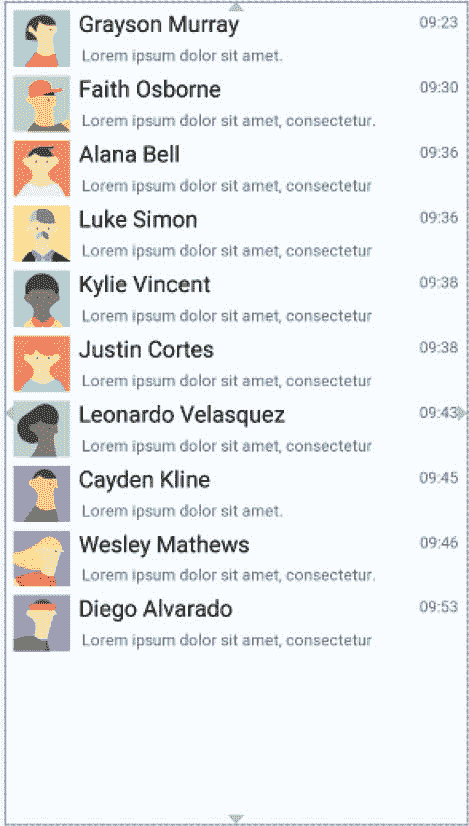 Grayson Murray 09:23
Lorem ipsum dolor sit amet.
Faith Osborne 09:30
Lorem ipsum dolor sit amet, consectetur.
Alana Bell 09:36
Lorem ipsum dolor sit amet, consectetur
Luke Simon 09:36
Lorem ipsum dolor sit amet, consectetur
Kylie Vincent 09:38
Lorem ipsum dolor sit amet, consectetur
Justin Cortes 09:38
Lorem ipsum dolor sit amet, consectetur
Leonardo Velasquez 09:43
Lorem ipsum dolor sit amet, consectetur
Cayden Kline 09:45
Lorem ipsum dolor sit amet.
Wesley Mathews 09:46
Lorem ipsum dolor sit amet, consectetur.
Diego Alvarado 09:53
Lorem ipsum dolor sit amet, consectetur